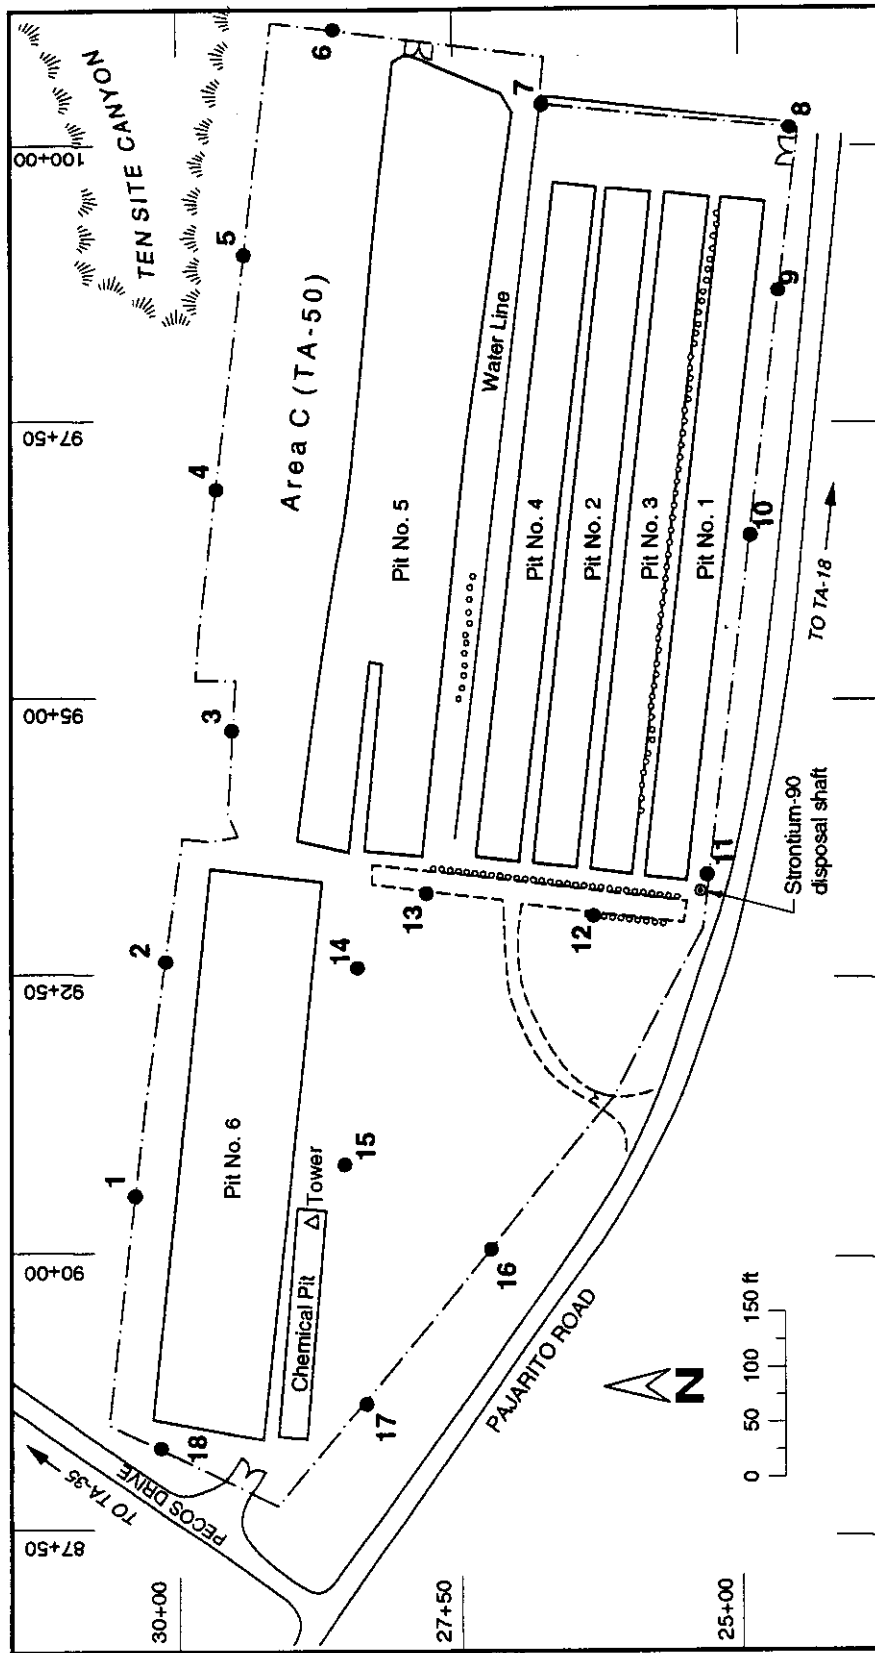 TEN SITE CANYON
Area C (TA-50)
100+00
97+50
95+00
92+50
90+00
87+50
30+00
27+50
25+00
1
2
3
4
5
6
7
8
9
10
11
12
13
14
15
16
17
18
Pit No. 6
Pit No. 5
Water Line
Pit No. 4
Pit No. 2
Pit No. 3
Pit No. 1
Chemical Pit
Tower
Strontium-90
disposal shaft
TO TA-18
TO TA-35
PECOS DRIVE
PAJARITO ROAD
N
0 50 100 150 ft